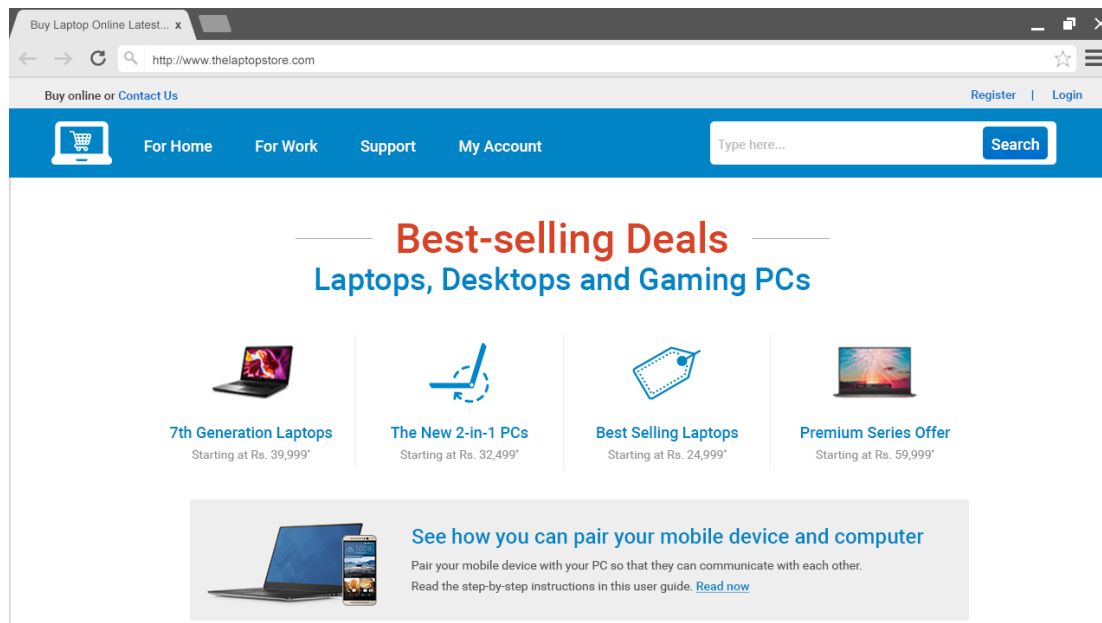 Buy Laptop Online Latest... x
http://www.thelaptopstore.com
Buy online or Contact Us
Register | Login
For Home For Work Support My Account
Type here... Search
Best-selling Deals
Laptops, Desktops and Gaming PCs
7th Generation Laptops
Starting at Rs. 39,999*
The New 2-in-1 PCs
Starting at Rs. 32,499*
Best Selling Laptops
Starting at Rs. 24,999*
Premium Series Offer
Starting at Rs. 59,999*
See how you can pair your mobile device and computer
Pair your mobile device with your PC so that they can communicate with each other.
Read the step-by-step instructions in this user guide. Read now